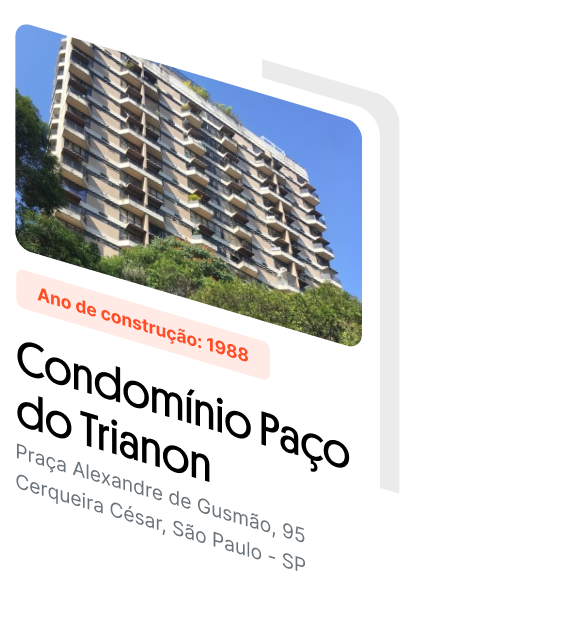 Ano de construção: 1988
Condomínio Paço
do Trianon
Praça Alexandre de Gusmão, 95
Cerqueira César, São Paulo - SP